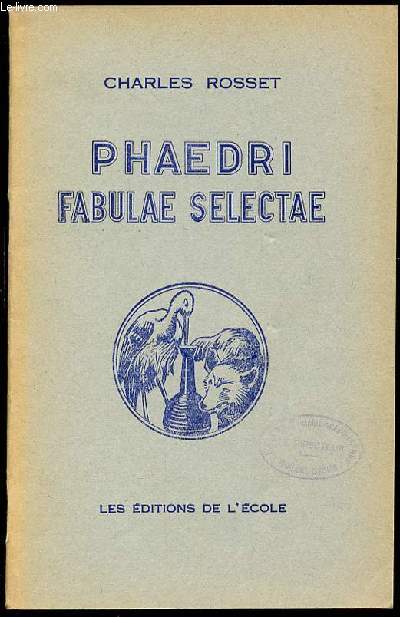 Le-livre.com
CHARLES ROSSET
PHAEDRI
FABULAE SELECTAE
LES ÉDITIONS DE L'ÉCOLE